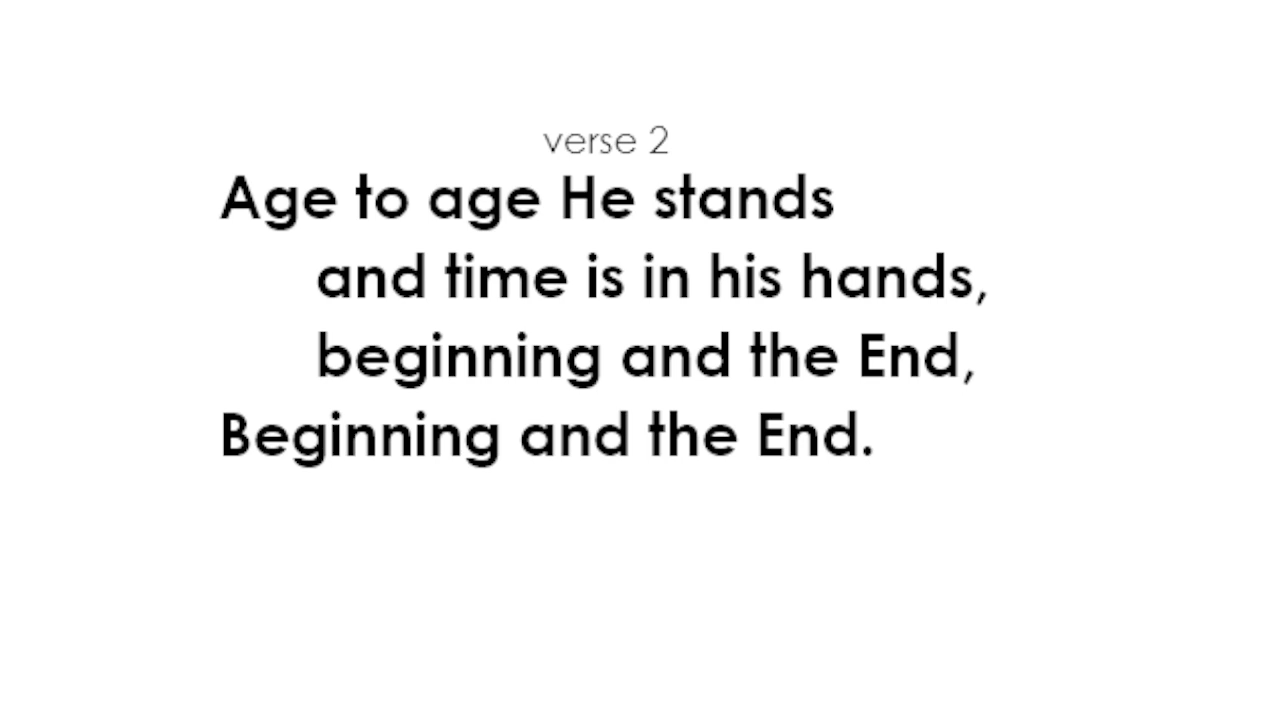 verse 2
Age to age He stands
and time is in his hands,
beginning and the End,
Beginning and the End.